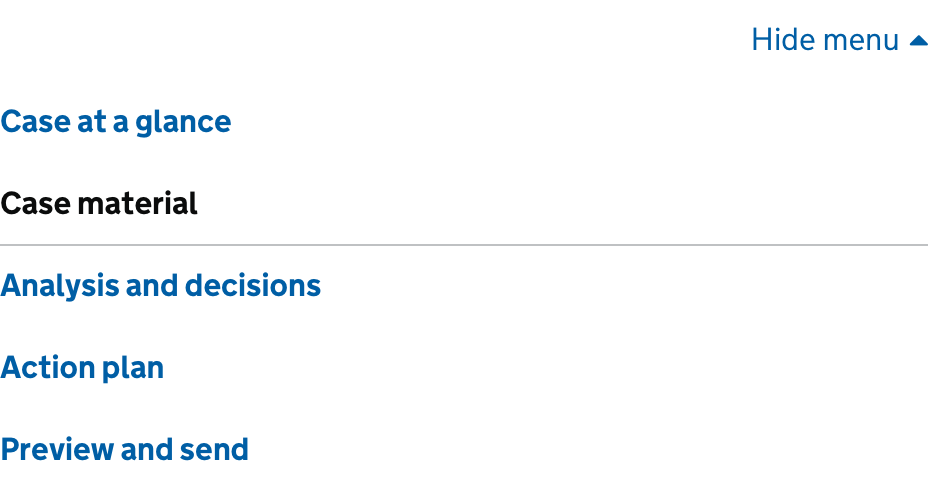 Hide menu
Case at a glance
Case material
Analysis and decisions
Action plan
Preview and send